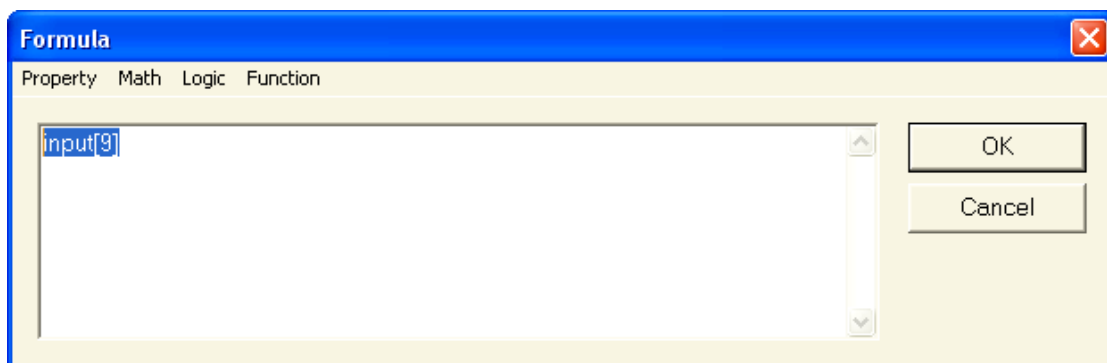 Formula
Property Math Logic Function
input[9]
OK
Cancel